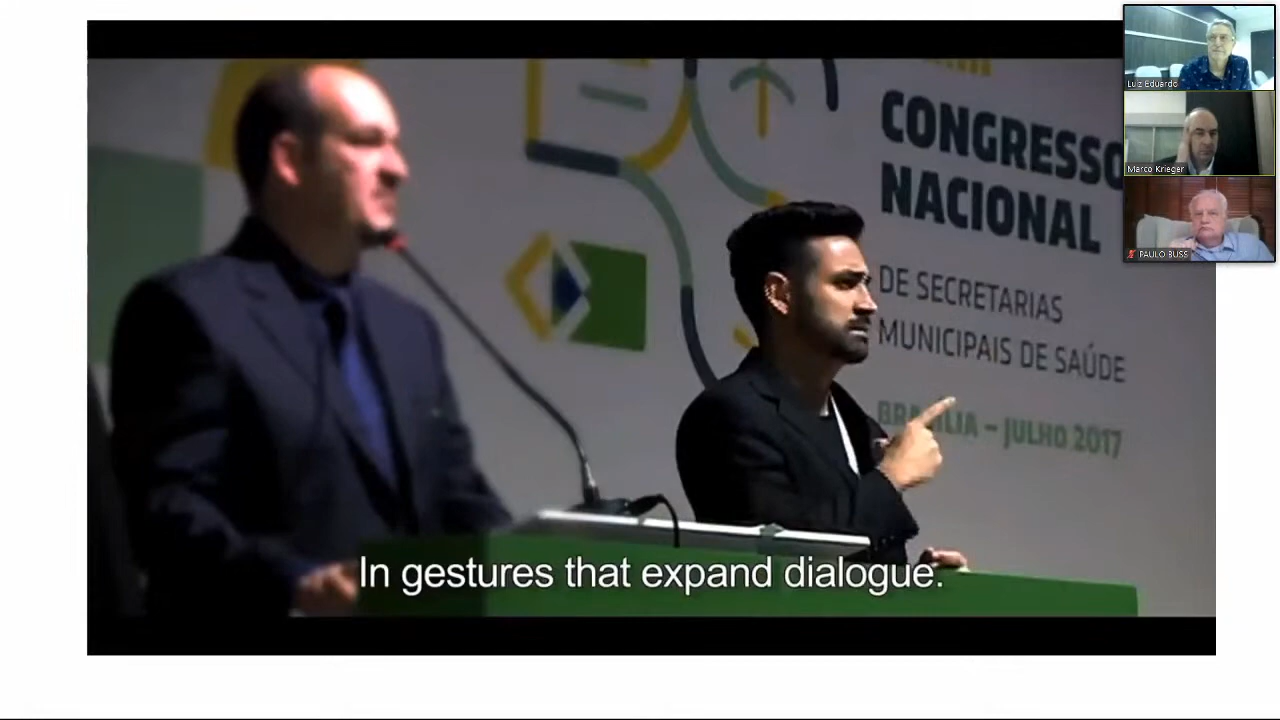 CONGRESSO
NACIONAL
DE SECRETARIAS
MUNICIPAIS DE SAÚDE
BRASÍLIA – JULHO 2017
In gestures that expand dialogue.
Luiz Eduardo
Marco Krieger
PAULO BUSS